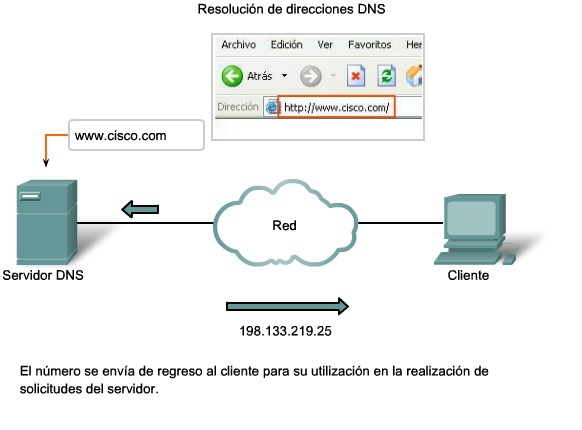 Resolución de direcciones DNS
Archivo Edición Ver Favoritos Her
Atrás
Dirección http://www.cisco.com/
www.cisco.com
Red
Servidor DNS
Cliente
198.133.219.25
El número se envía de regreso al cliente para su utilización en la realización de
solicitudes del servidor.